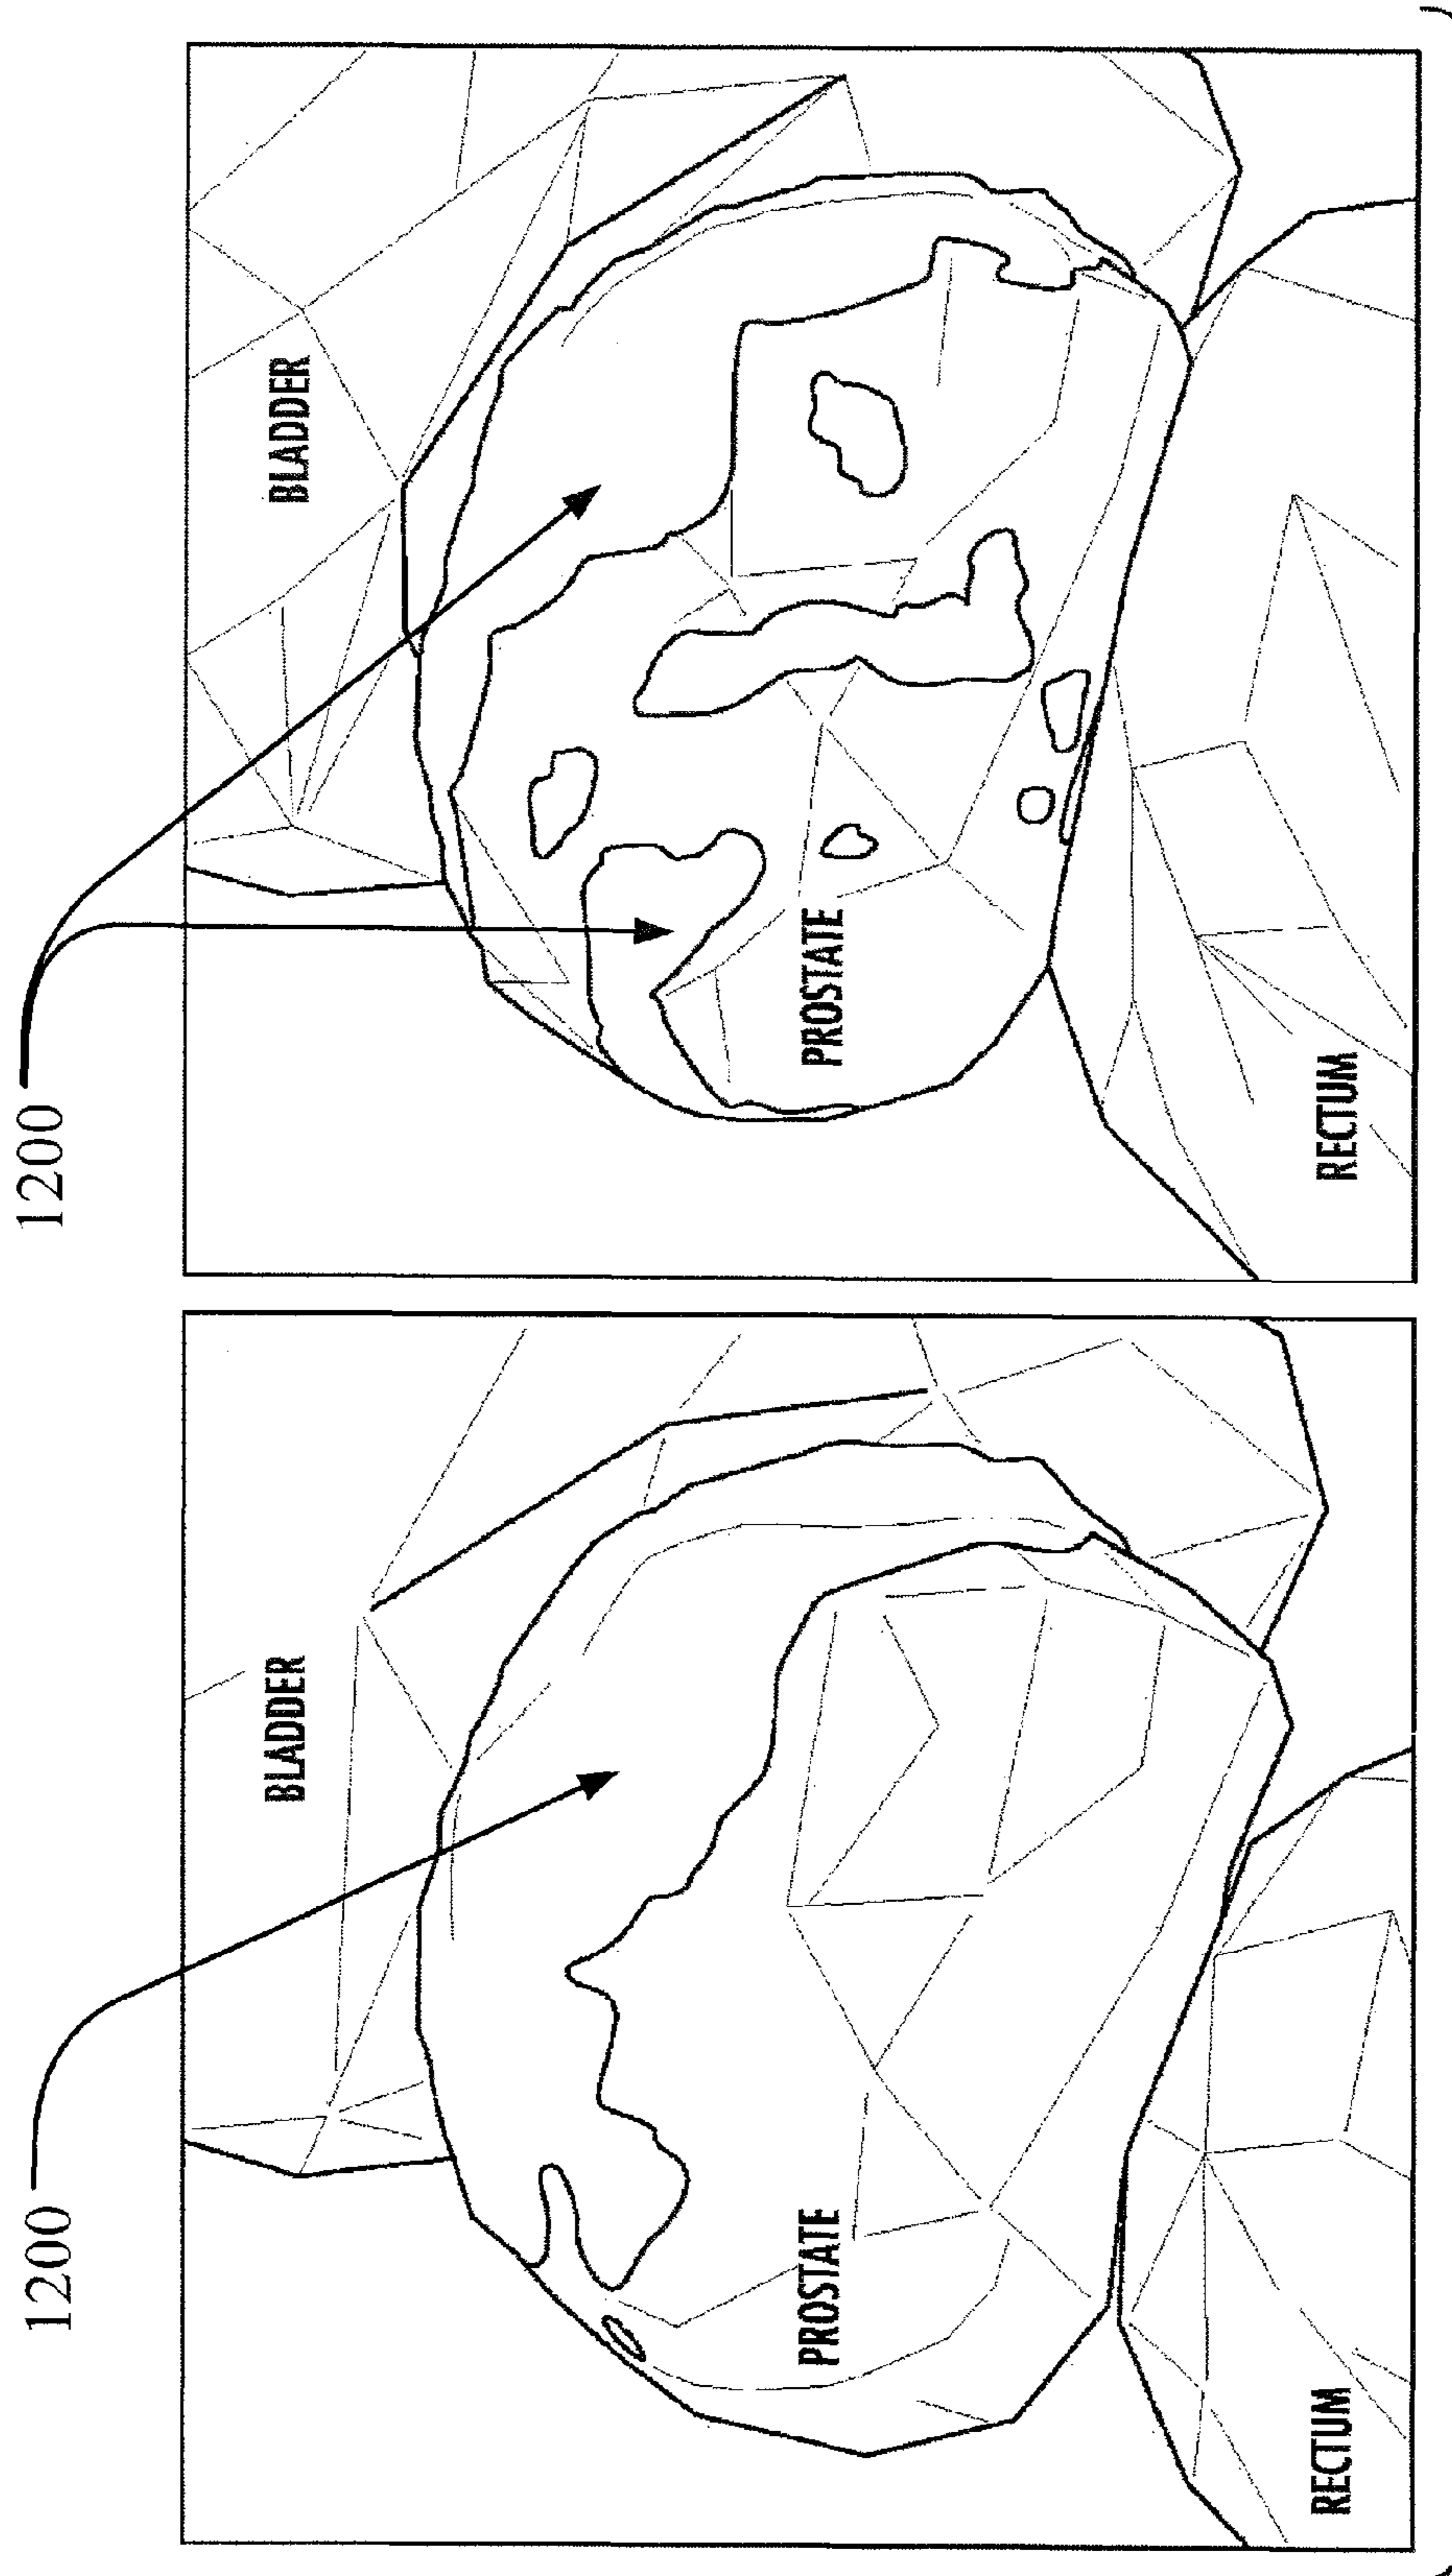 1200
BLADDER
PROSTATE
RECTUM
1200
BLADDER
PROSTATE
RECTUM